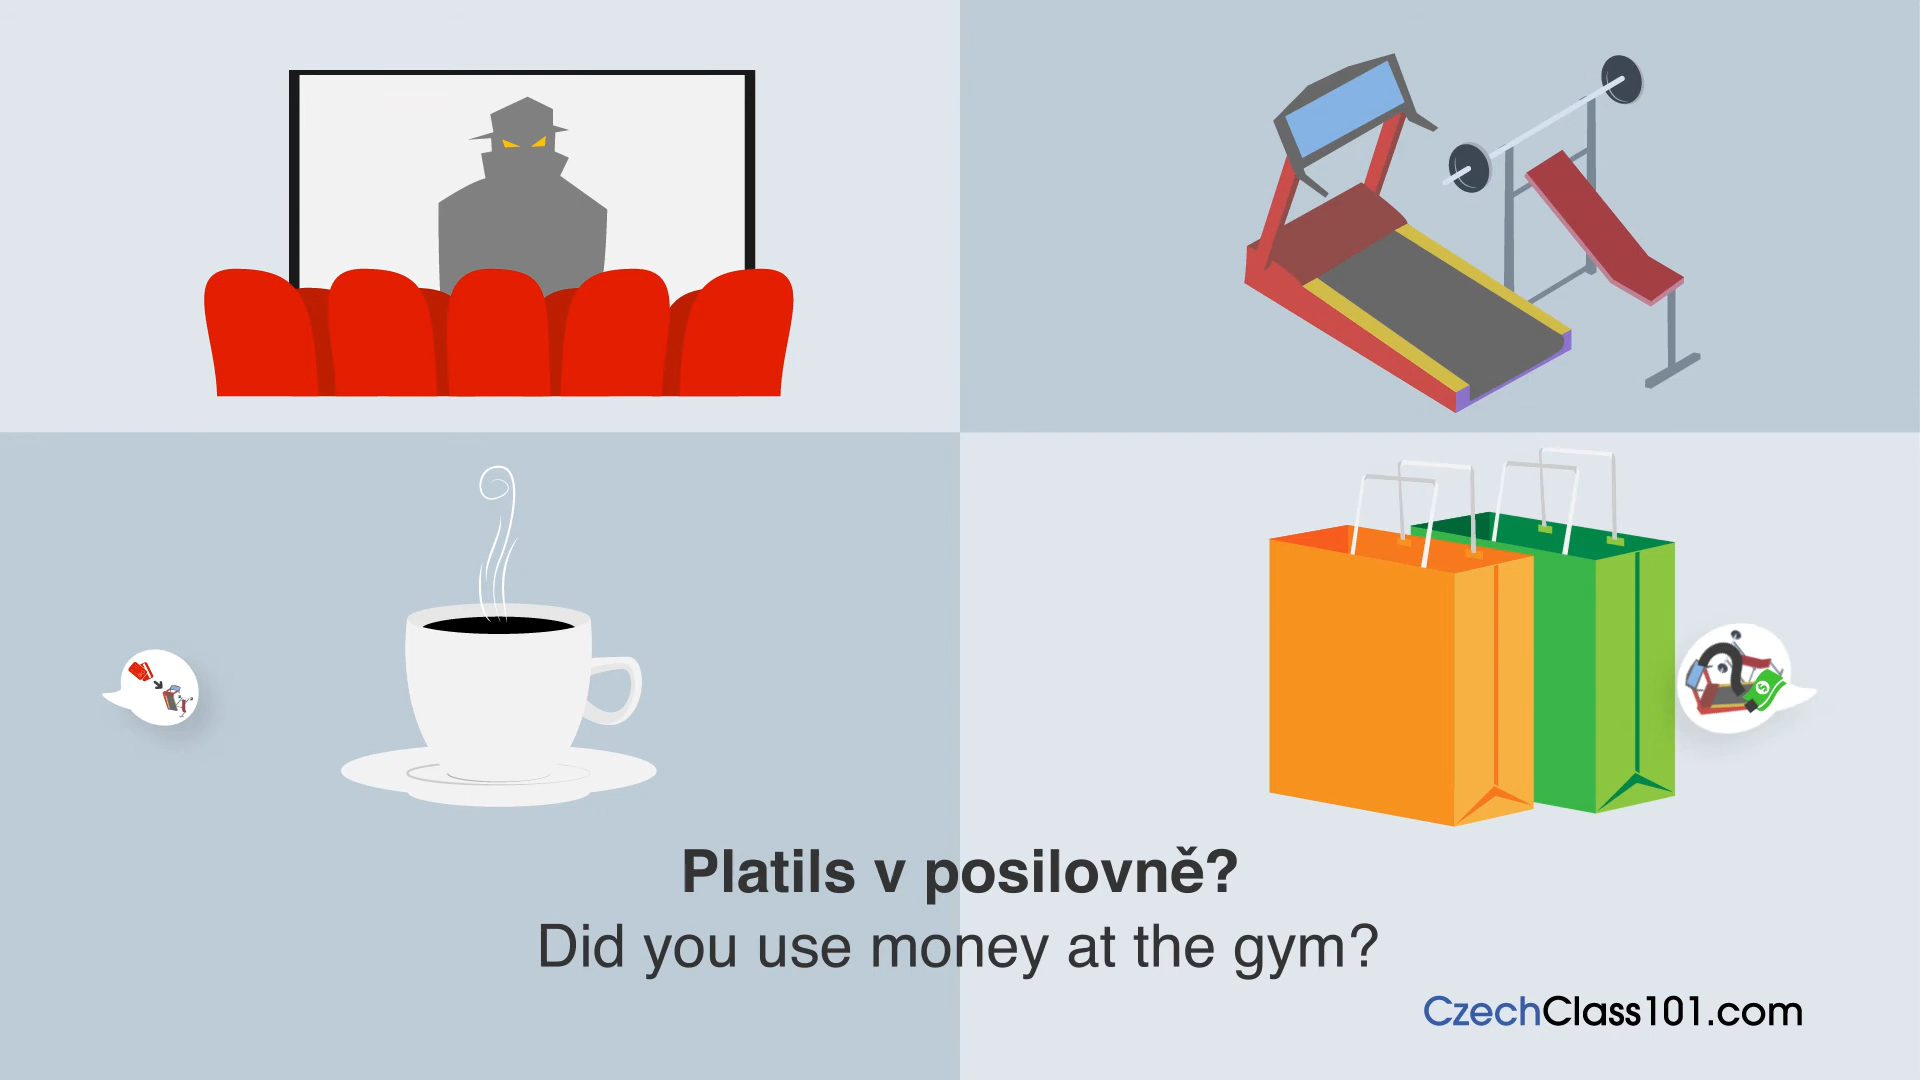 Platils v posilovně?
Did you use money at the gym?
CzechClass101.com